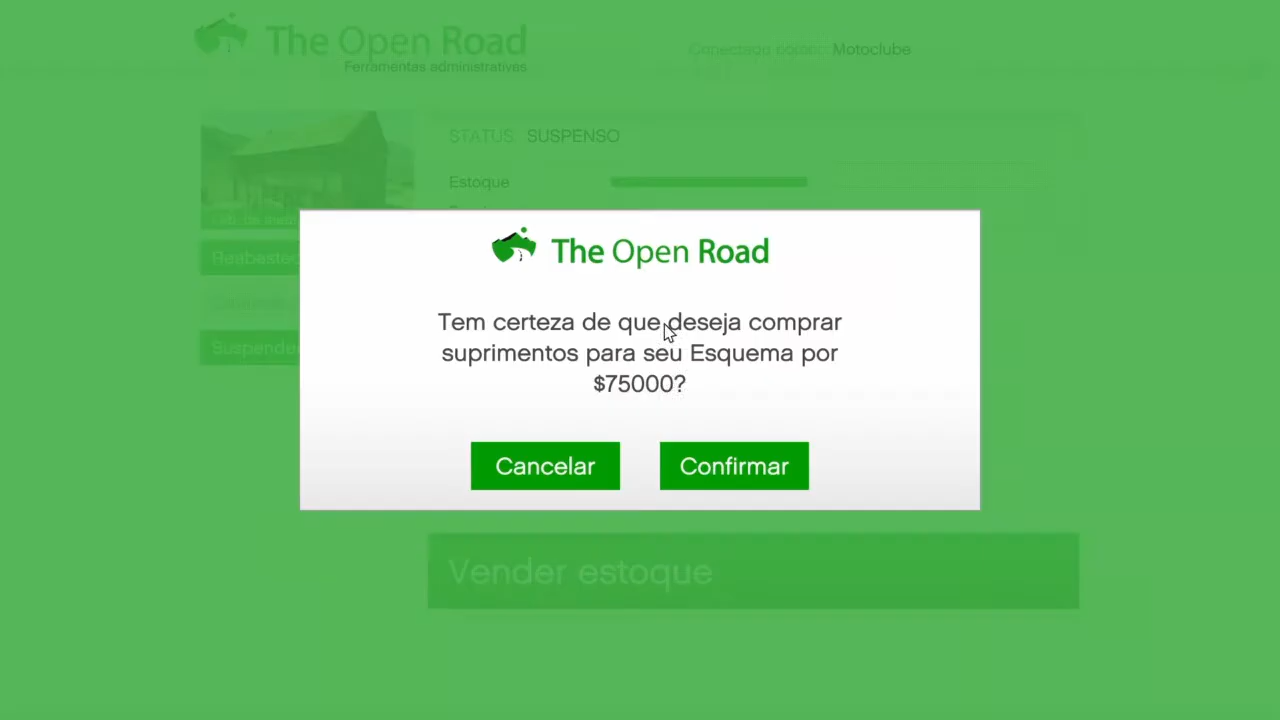 The Open Road
Ferramentas administrativas
Motoclube
STATUS: SUSPENSO
Estoque
The Open Road
Tem certeza de que deseja comprar
suprimentos para seu Esquema por
$75000?
Cancelar
Confirmar
Vender estoque